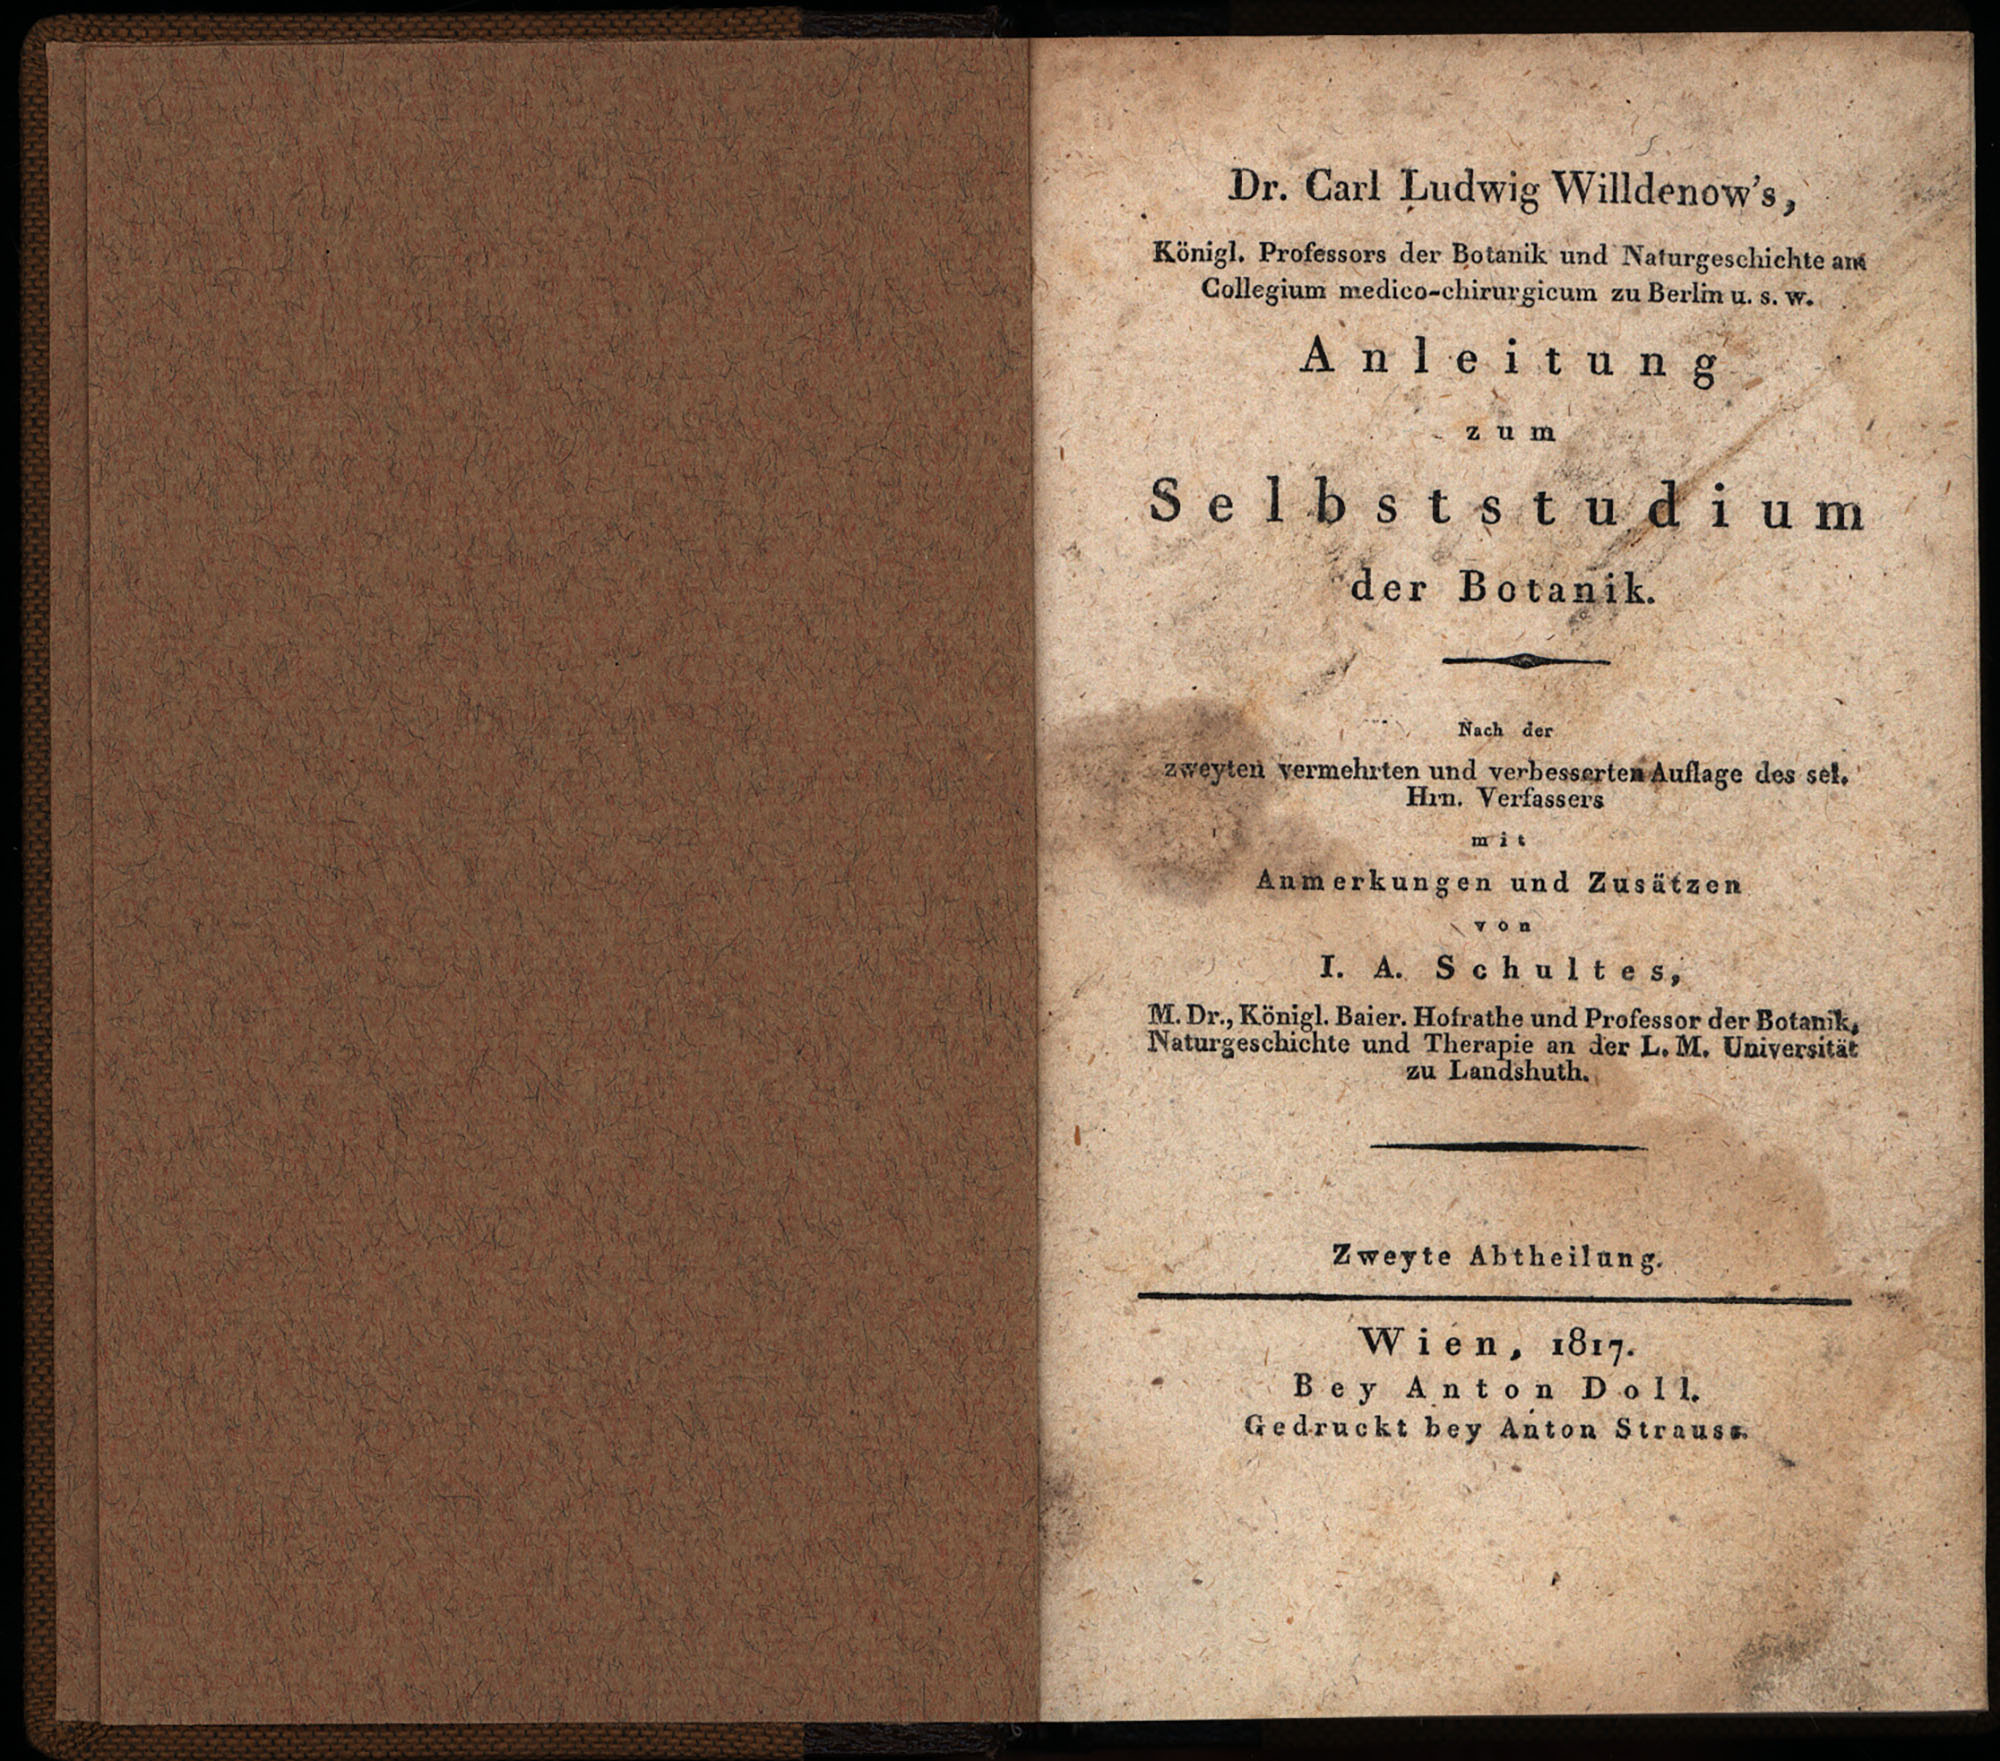 Dr. Carl Ludwig Willdenow's,
Königl. Professors der Botanik und Naturgeschichte am
Collegium medico-chirurgicum zu Berlin u. s. w.
Anleitung
zum
Selbststudium
der Botanik.
Nach der
zweyten vermehrten und verbesserten Auflage des sel.
Hrn. Verfassers
mit
Anmerkungen und Zusätzen
von
I. A. Schultes,
M. Dr., Königl. Baier. Hofrathe und Professor der Botanik,
Naturgeschichte und Therapie an der L. M. Universität
zu Landshuth.
Zweyte Abtheilung.
Wien, 1817.
Bey Anton Doll.
Gedruckt bey Anton Strauss.